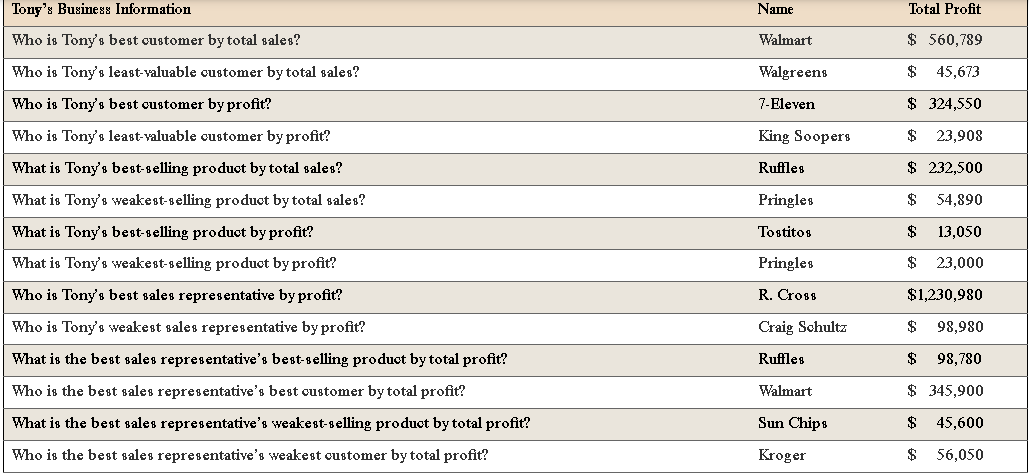 Tony's Business Information Name Total Profit
Who is Tony's best customer by total sales? Walmart $ 560,789
Who is Tony's least-valuable customer by total sales? Walgreens $ 45,673
Who is Tony's best customer by profit? 7-Eleven $ 324,550
Who is Tony's least-valuable customer by profit? King Soopers $ 23,908
What is Tony's best-selling product by total sales? Ruffles $ 232,500
What is Tony's weakest-selling product by total sales? Pringles $ 54,890
What is Tony's best-selling product by profit? Tostitos $ 13,050
What is Tony's weakest-selling product by profit? Pringles $ 23,000
Who is Tony's best sales representative by profit? R. Cross $1,230,980
Who is Tony's weakest sales representative by profit? Craig Schultz $ 98,980
What is the best sales representative's best-selling product by total profit? Ruffles $ 98,780
Who is the best sales representative's best customer by total profit? Walmart $ 345,900
What is the best sales representative's weakest-selling product by total profit? Sun Chips $ 45,600
Who is the best sales representative's weakest customer by total profit? Kroger $ 56,050